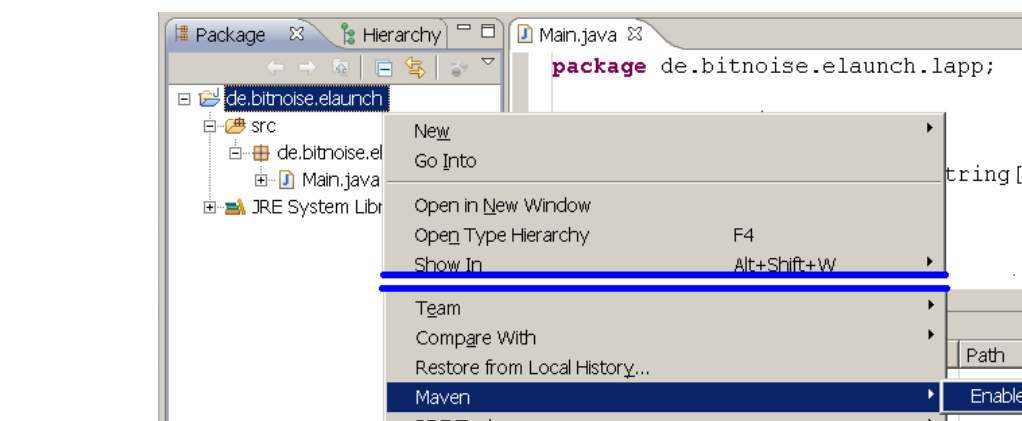 Package Hierarchy
Main.java
package de.bitnoise.elaunch.lapp;
de.bitnoise.elaunch
src
de.bitnoise.el
Main.java
JRE System Libr
New
Go Into
tring[
Open in New Window
Open Type Hierarchy F4
Show In Alt+Shift+W
Team
Compare With
Restore from Local History...
Path
Maven
Enable